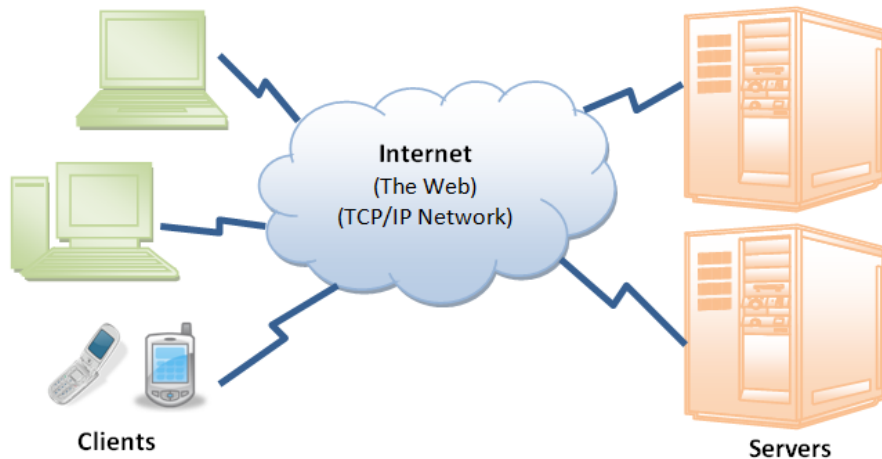 Internet
(The Web)
(TCP/IP Network)
Clients
Servers